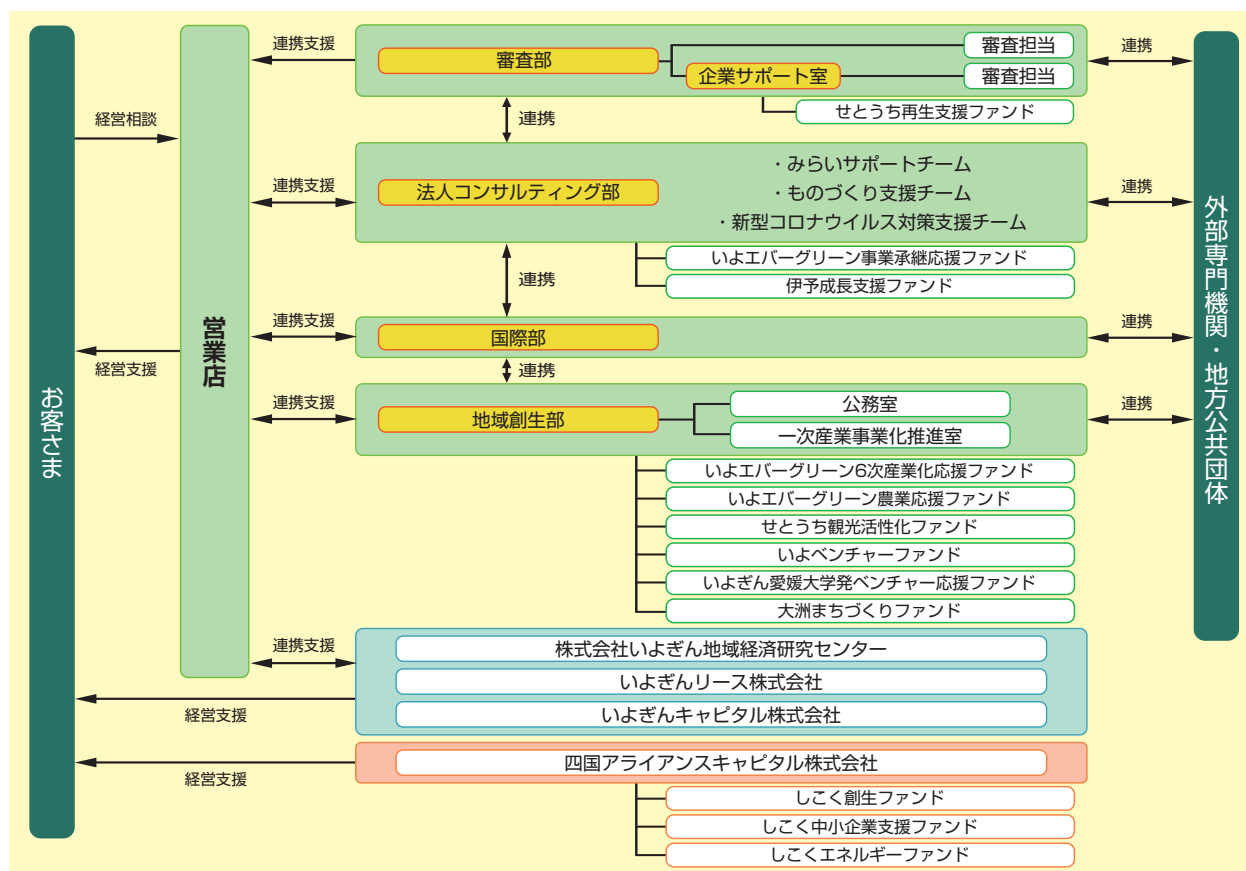 お客さま
経営相談
経営支援
営業店
連携支援
審査部
審査担当
企業サポート室
審査担当
連携
せとうち再生支援ファンド
連携
連携支援
法人コンサルティング部
・みらいサポートチーム
・ものづくり支援チーム
・新型コロナウイルス対策支援チーム
連携
いよエバーグリーン事業承継応援ファンド
伊予成長支援ファンド
連携
連携支援
国際部
連携
連携
連携支援
地域創生部
公務室
一次産業事業化推進室
連携
いよエバーグリーン6次産業化応援ファンド
いよエバーグリーン農業応援ファンド
せとうち観光活性化ファンド
いよベンチャーファンド
いよぎん愛媛大学発ベンチャー応援ファンド
大洲まちづくりファンド
連携支援
株式会社いよぎん地域経済研究センター
いよぎんリース株式会社
いよぎんキャピタル株式会社
経営支援
四国アライアンスキャピタル株式会社
経営支援
しこく創生ファンド
しこく中小企業支援ファンド
しこくエネルギーファンド
外部専門機関・地方公共団体